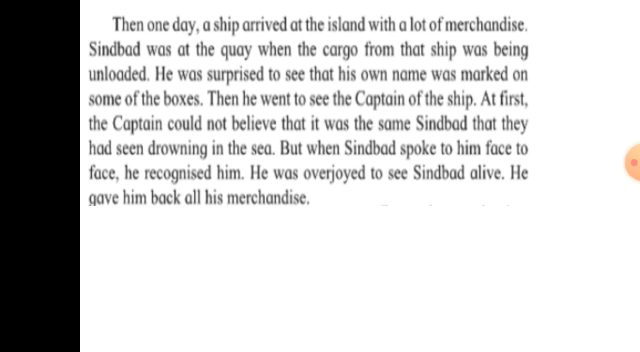 Then one day, a ship arrived at the island with a lot of merchandise.
Sindbad was at the quay when the cargo from that ship was being
unloaded. He was surprised to see that his own name was marked on
some of the boxes. Then he went to see the Captain of the ship. At first,
the Captain could not believe that it was the same Sindbad that they
had seen drowning in the sea. But when Sindbad spoke to him face to
face, he recognised him. He was overjoyed to see Sindbad alive. He
gave him back all his merchandise.